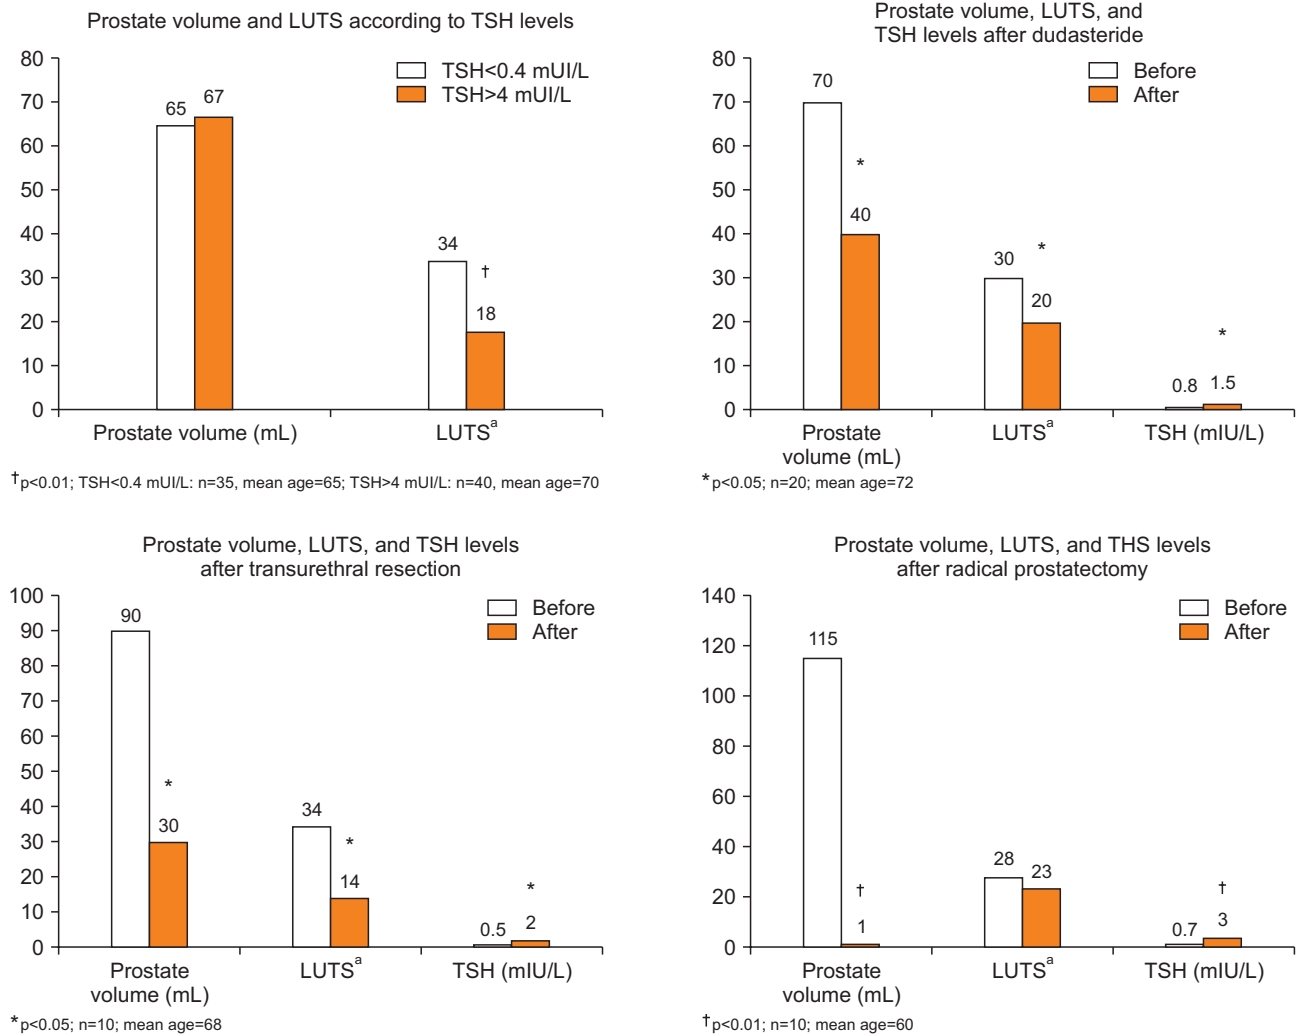 Prostate volume and LUTS according to TSH levels
80
70
60
50
40
30
20
10
0
TSH<0.4 mUI/L
TSH>4 mUI/L
65
67
34
†
18
Prostate volume (mL)
LUTSa
†p<0.01; TSH<0.4 mUI/L: n=35, mean age=65; TSH>4 mUI/L: n=40, mean age=70
Prostate volume, LUTS, and
TSH levels after dudasteride
80
70
60
50
40
30
20
10
0
Before
After
70
*
40
30
*
20
*
0.8
1.5
Prostate
volume (mL)
LUTSa
TSH (mIU/L)
*p<0.05; n=20; mean age=72
Prostate volume, LUTS, and TSH levels
after transurethral resection
100
90
80
70
60
50
40
30
20
10
0
Before
After
90
*
30
34
*
14
*
0.5
2
Prostate
volume (mL)
LUTSa
TSH (mIU/L)
*p<0.05; n=10; mean age=68
Prostate volume, LUTS, and THS levels
after radical prostatectomy
140
120
100
80
60
40
20
0
Before
After
115
†
1
28
23
†
0.7
3
Prostate
volume (mL)
LUTSa
TSH (mIU/L)
†p<0.01; n=10; mean age=60